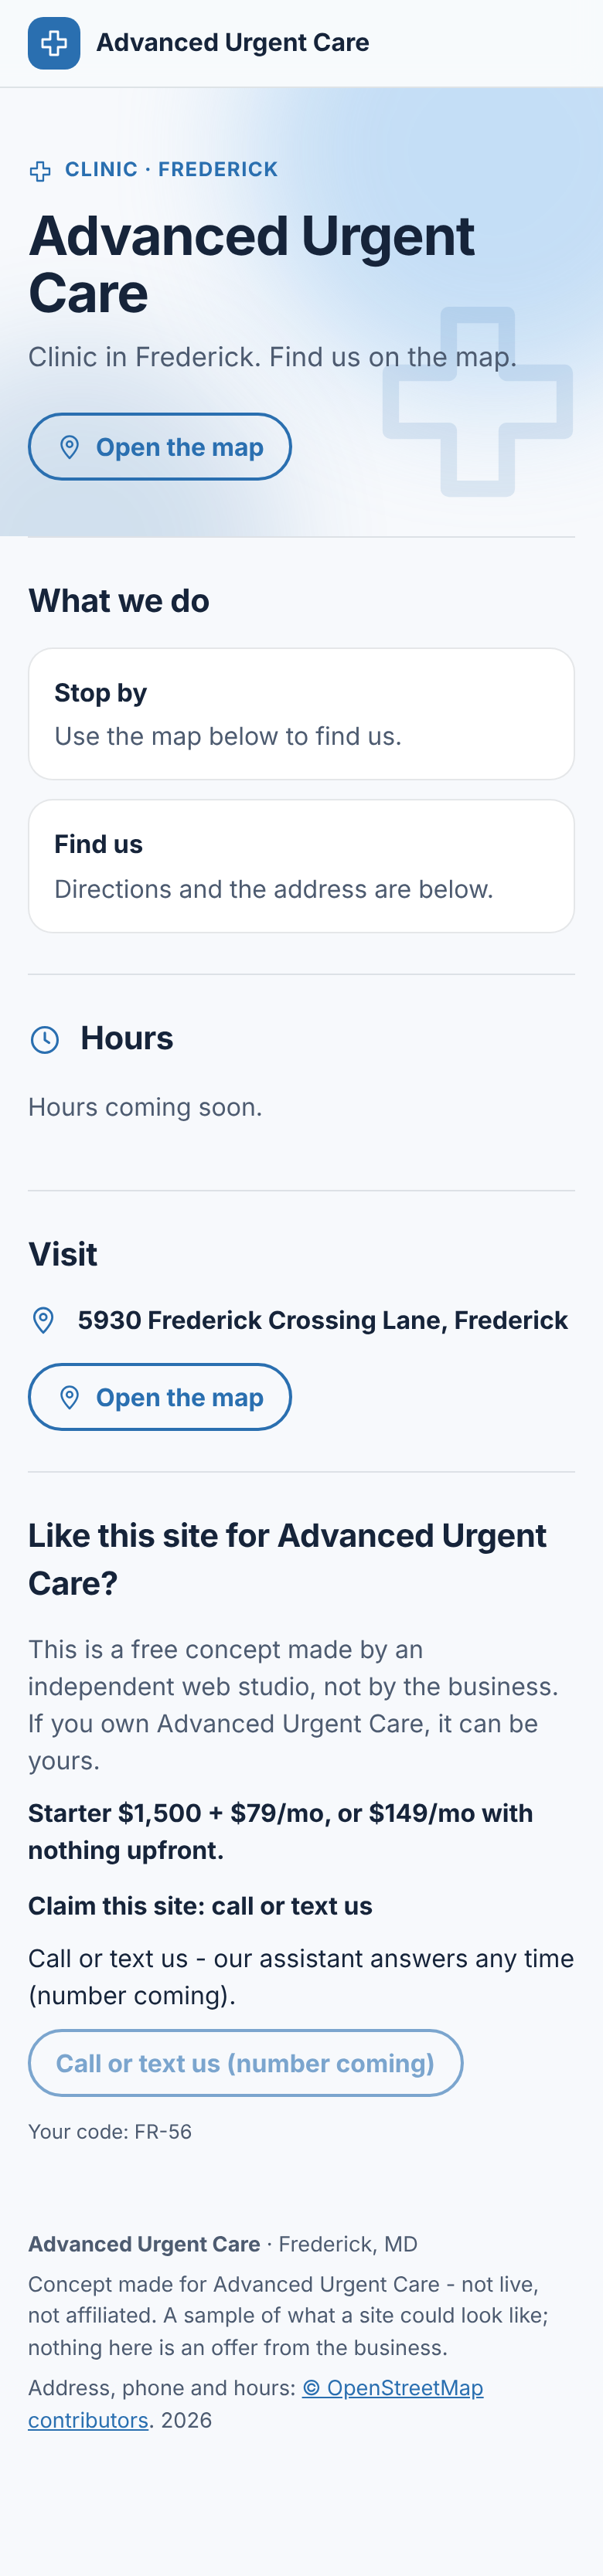 Advanced Urgent Care
CLINIC · FREDERICK
Advanced Urgent
Care
Clinic in Frederick. Find us on the map.
Open the map
What we do
Stop by
Use the map below to find us.
Find us
Directions and the address are below.
Hours
Hours coming soon.
Visit
5930 Frederick Crossing Lane, Frederick
Open the map
Like this site for Advanced Urgent
Care?
This is a free concept made by an
independent web studio, not by the business.
If you own Advanced Urgent Care, it can be
yours.
Starter $1,500 + $79/mo, or $149/mo with
nothing upfront.
Claim this site: call or text us
Call or text us - our assistant answers any time
(number coming).
Call or text us (number coming)
Your code: FR-56
Advanced Urgent Care · Frederick, MD
Concept made for Advanced Urgent Care - not live,
not affiliated. A sample of what a site could look like;
nothing here is an offer from the business.
Address, phone and hours: © OpenStreetMap
contributors. 2026